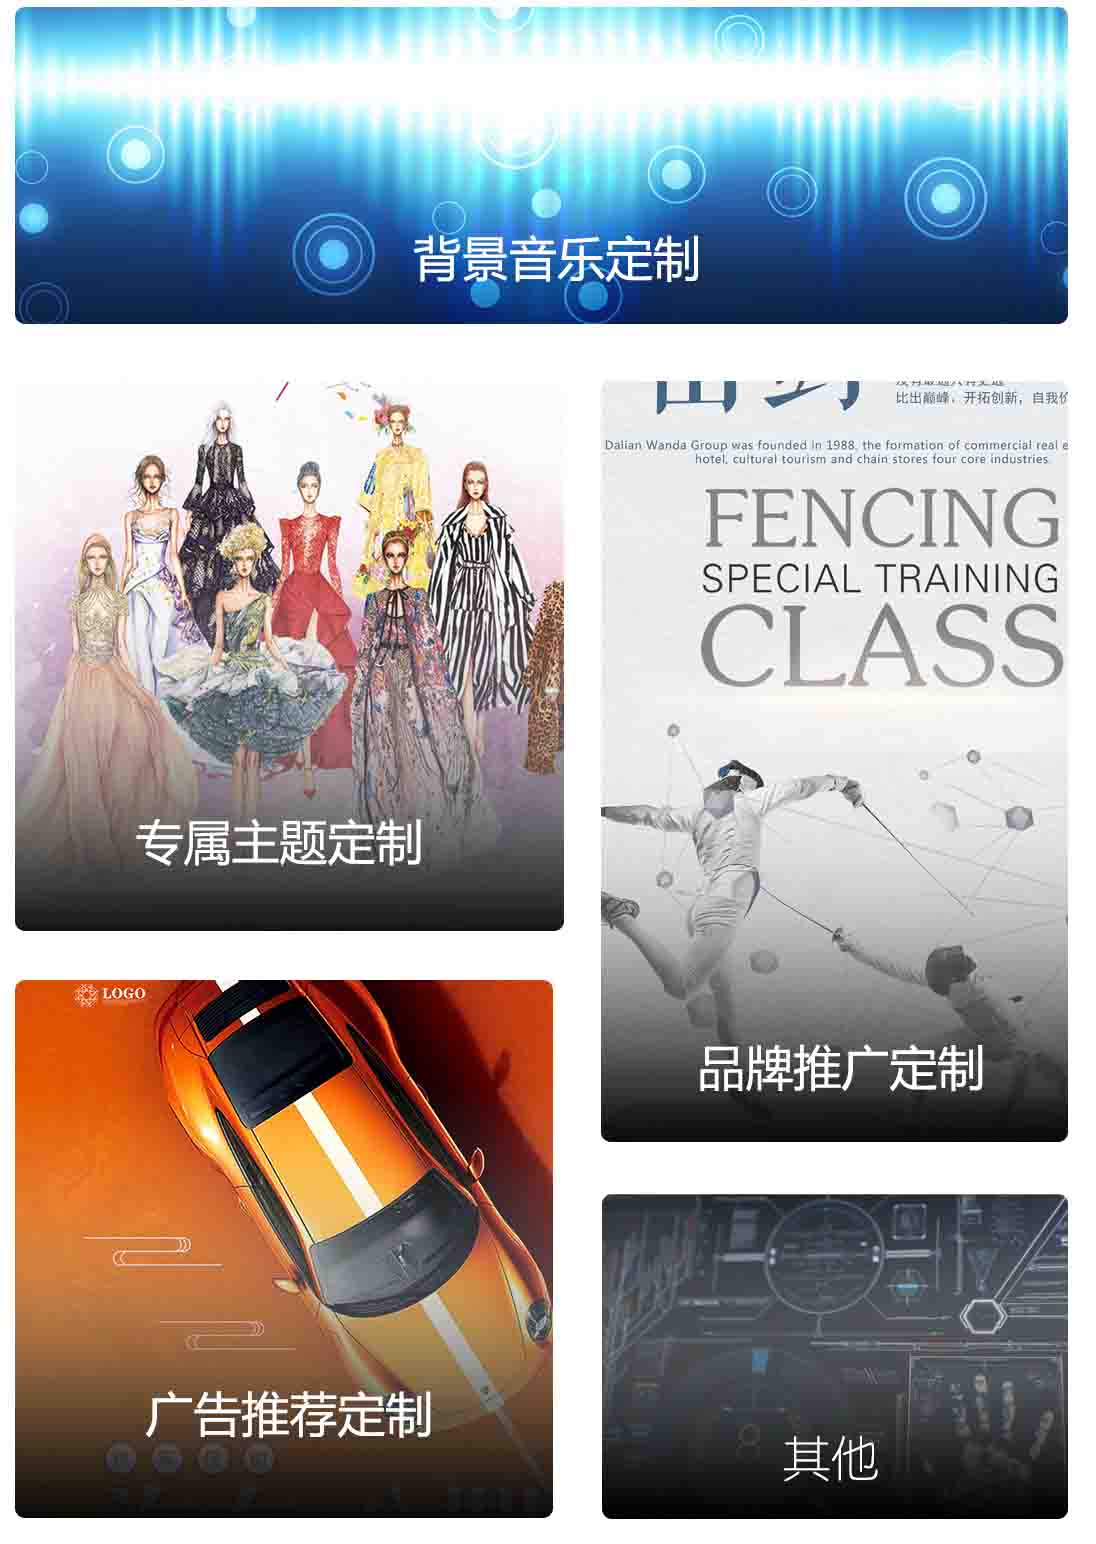 背景音乐定制
专属主题定制
出剑
比出巅峰，开拓创新，自我价
Dalian Wanda Group was founded in 1988, the formation of commercial real e
hotel, cultural tourism and chain stores four core industries.
FENCING
SPECIAL TRAINING
CLASS
品牌推广定制
LOGO
广告推荐定制
其他